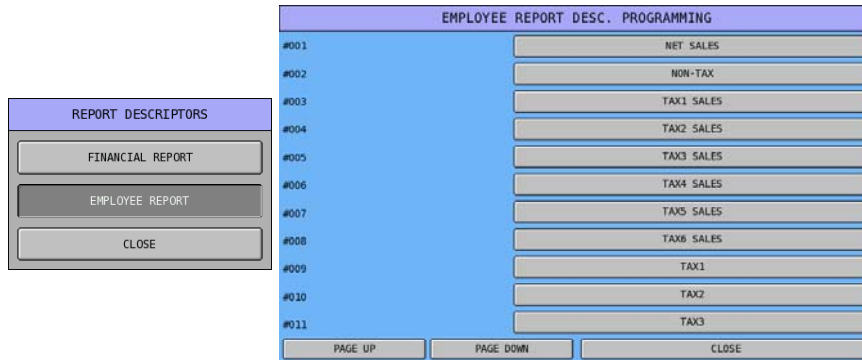 REPORT DESCRIPTORS
FINANCIAL REPORT
EMPLOYEE REPORT
CLOSE
EMPLOYEE REPORT DESC. PROGRAMMING
#001 NET SALES
#002 NON-TAX
#003 TAX1 SALES
#004 TAX2 SALES
#005 TAX3 SALES
#006 TAX4 SALES
#007 TAX5 SALES
#008 TAX6 SALES
#009 TAX1
#010 TAX2
#011 TAX3
PAGE UP PAGE DOWN CLOSE